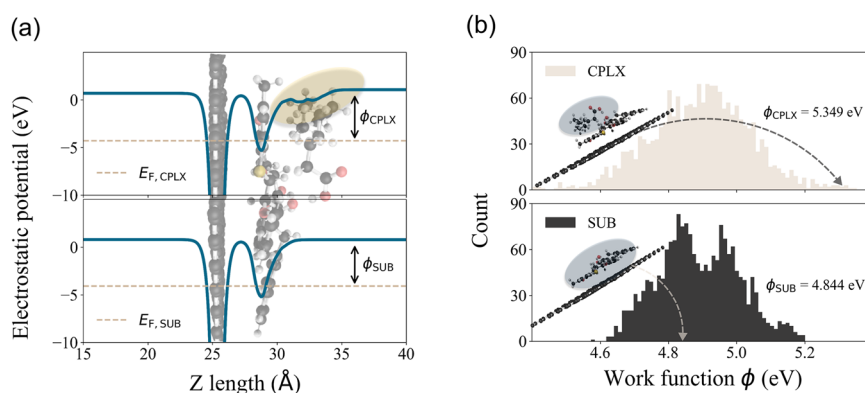 (a)
Electrostatic potential (eV)
0
−5
−10
ϕCPLX
EF, CPLX
0
−5
−10
ϕSUB
EF, SUB
15 20 25 30 35 40
Z length (Å)
(b)
Count
90
60
30
0
CPLX
ϕCPLX = 5.349 eV
90
60
30
0
SUB
ϕSUB = 4.844 eV
4.6 4.8 5.0 5.2
Work function ϕ (eV)